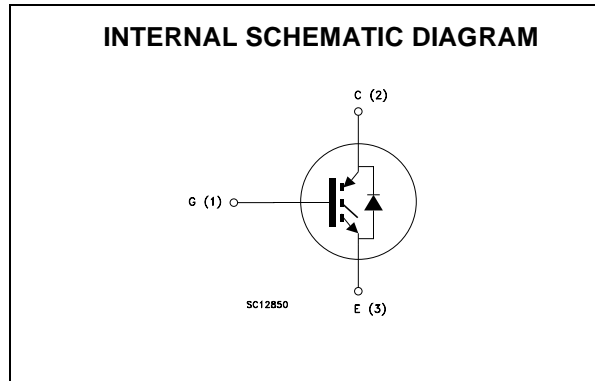 INTERNAL SCHEMATIC DIAGRAM
C (2)
G (1)
SC12850
E (3)